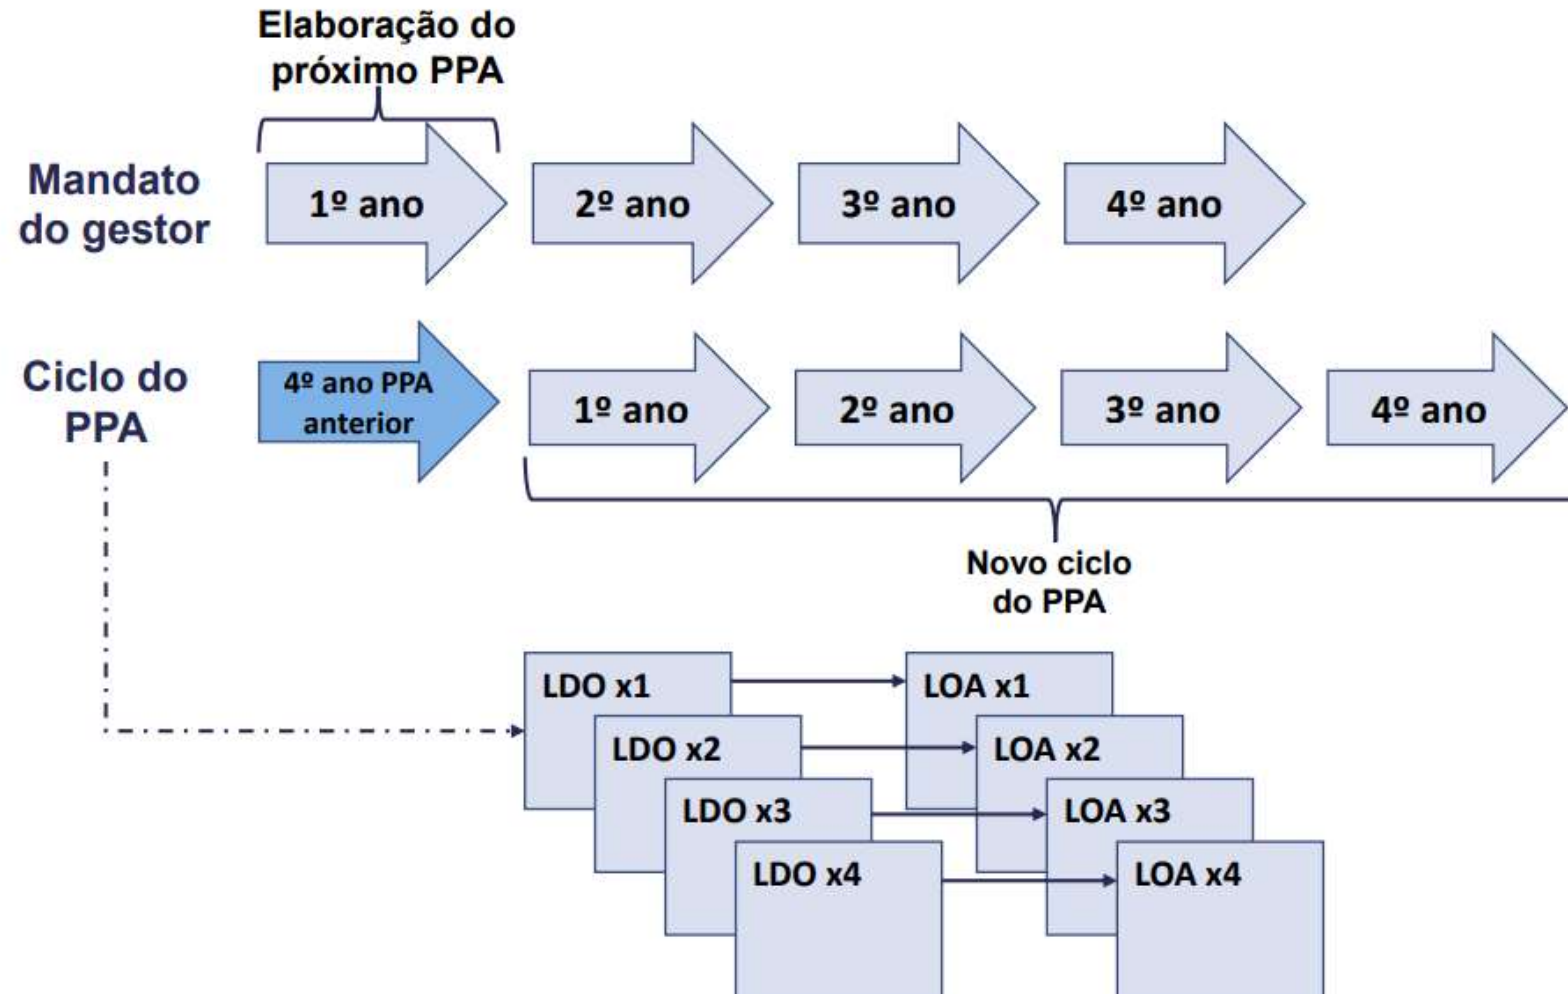 Elaboração do
próximo PPA
Mandato
do gestor
1º ano
2º ano
3º ano
4º ano
Ciclo do
PPA
4º ano PPA
anterior
1º ano
2º ano
3º ano
4º ano
Novo ciclo
do PPA
LDO x1
LOA x1
LDO x2
LOA x2
LDO x3
LOA x3
LDO x4
LOA x4